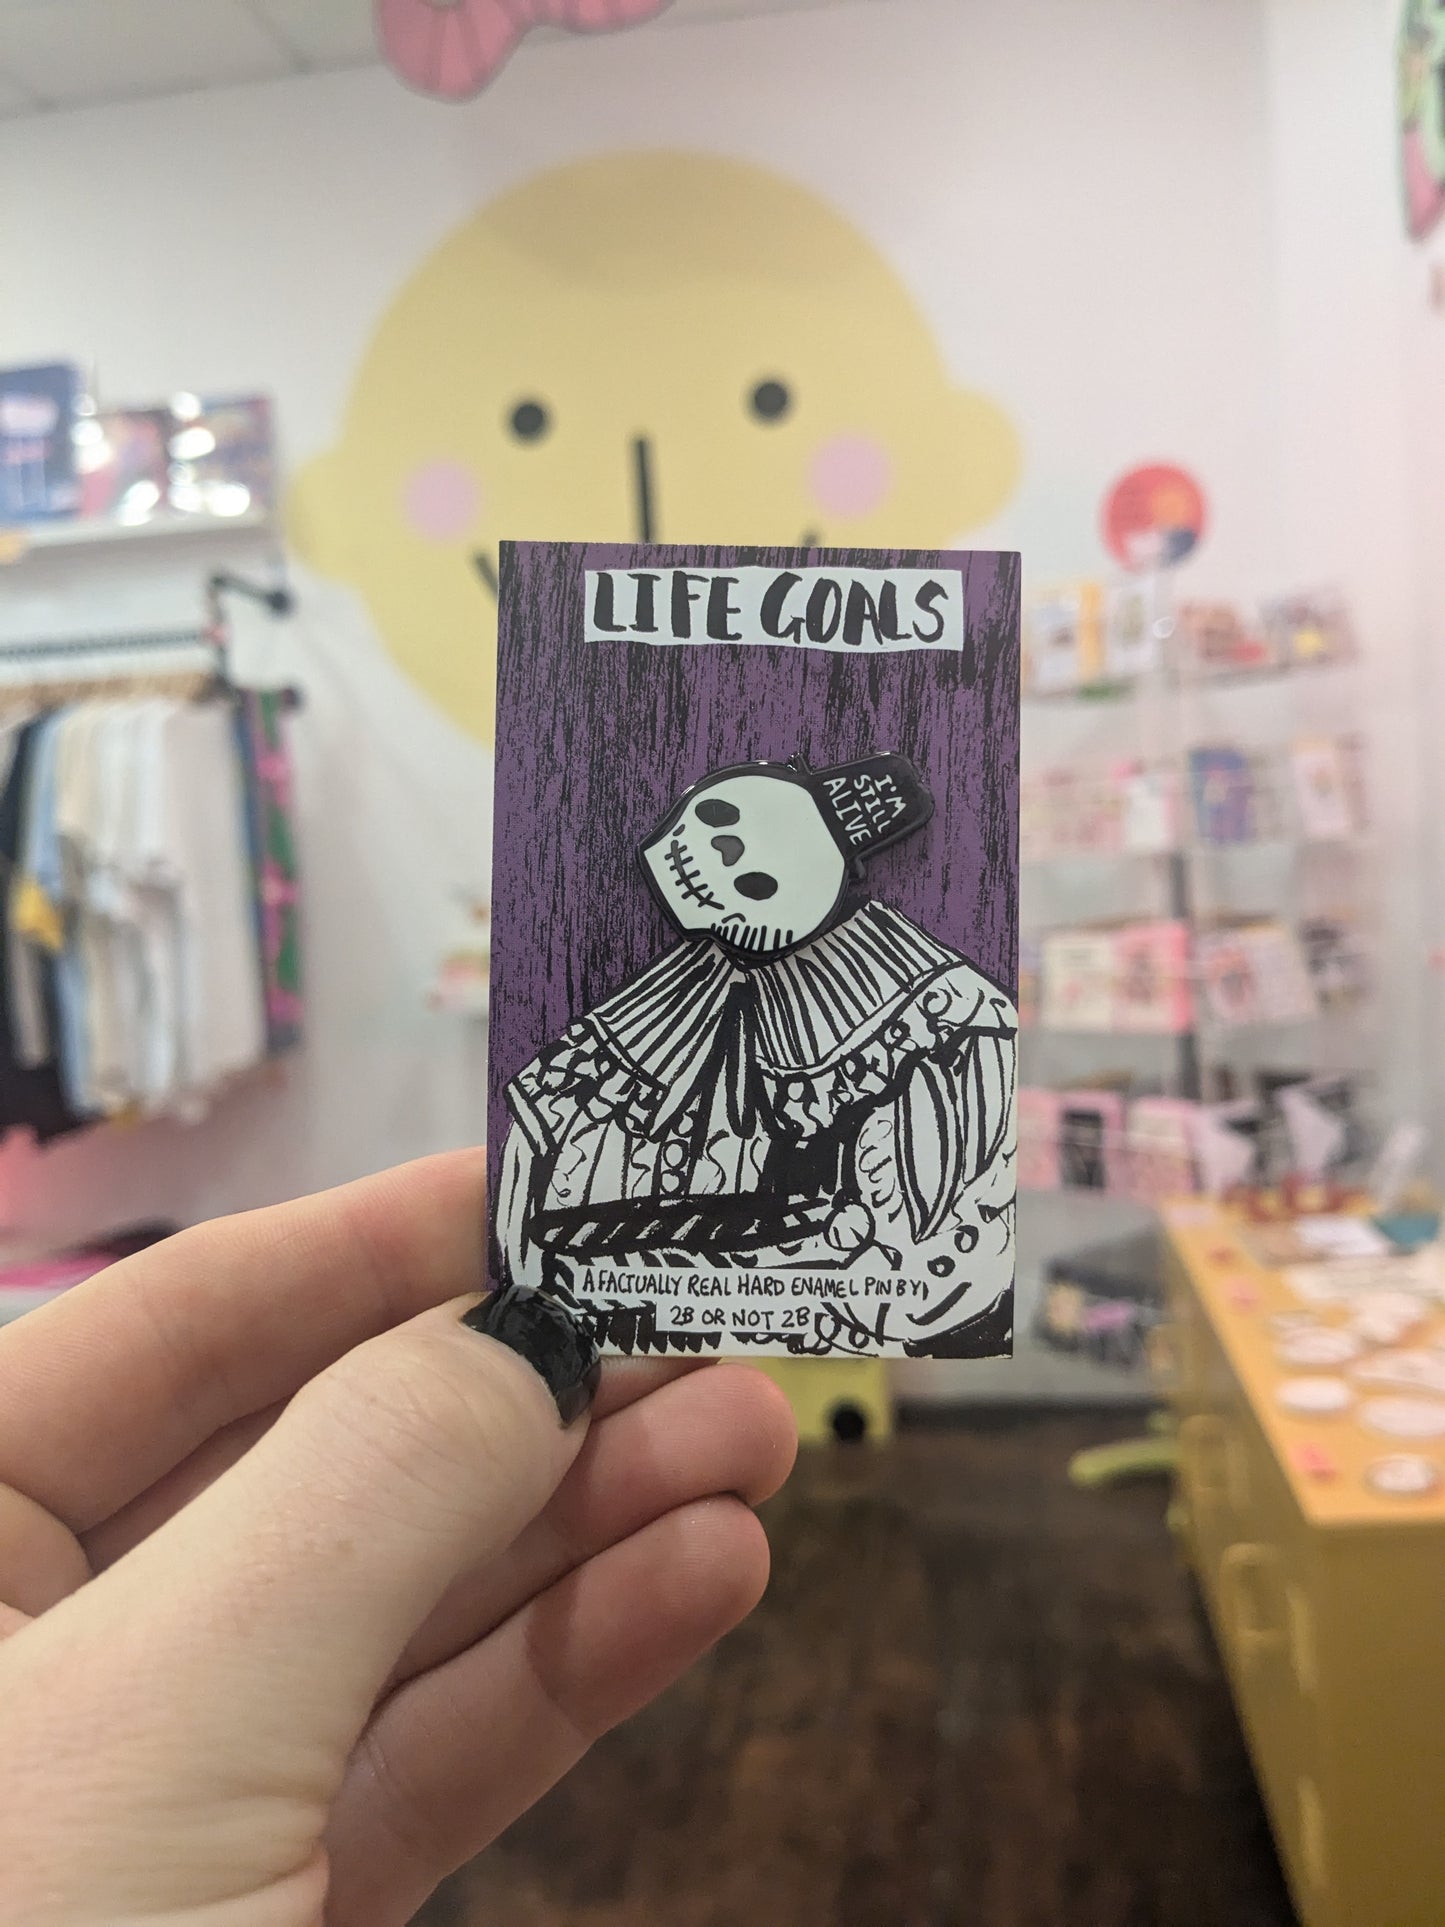 LIFE GOALS
I'M
STILL
ALIVE
A FACTUALLY REAL HARD ENAMEL PIN BY
2B OR NOT 2B